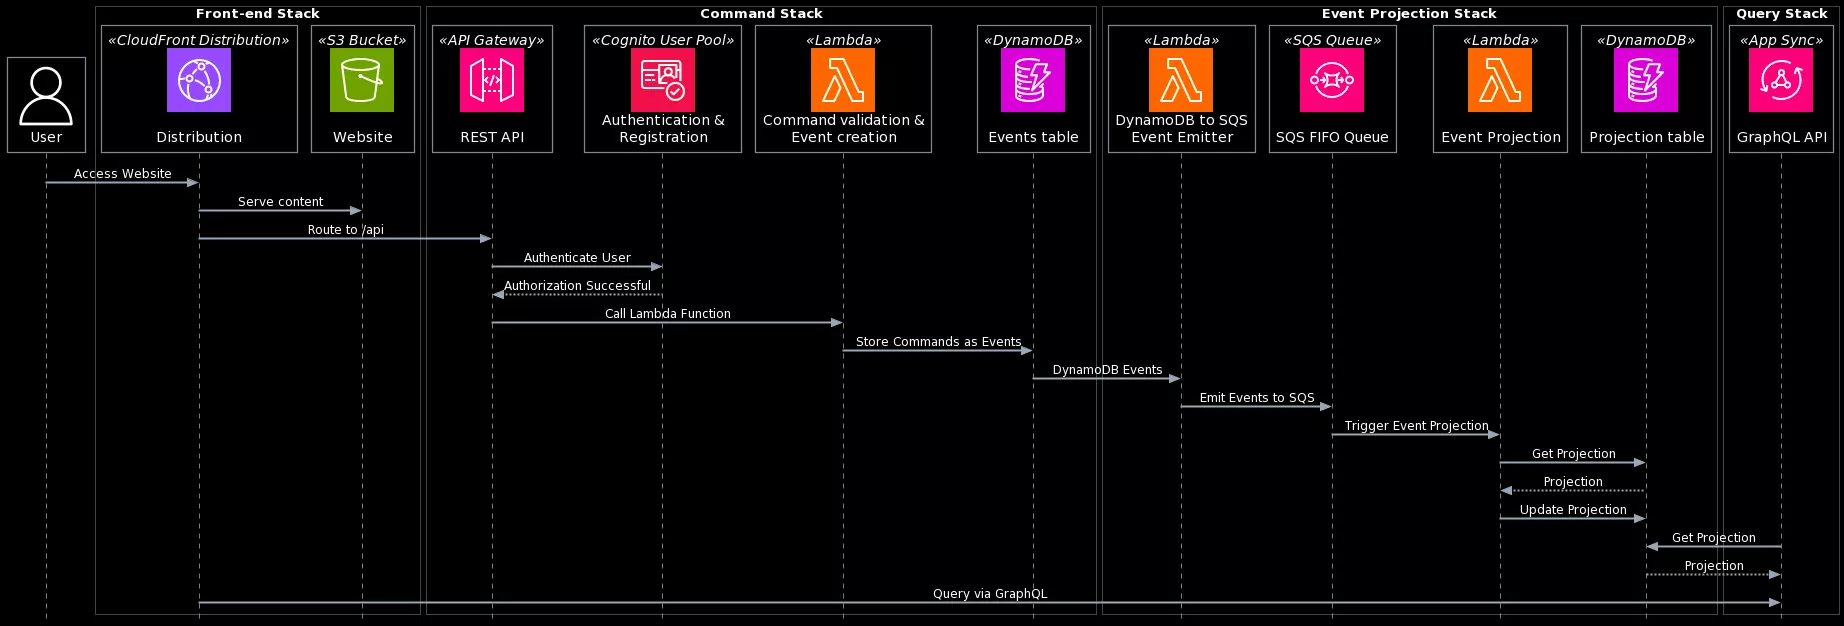 Front-end Stack
Command Stack
Event Projection Stack
Query Stack
«CloudFront Distribution»
«S3 Bucket»
«API Gateway»
«Cognito User Pool»
«Lambda»
«DynamoDB»
«Lambda»
«SQS Queue»
«Lambda»
«DynamoDB»
«App Sync»
User
Distribution
Website
REST API
Authentication &
Registration
Command validation &
Event creation
Events table
DynamoDB to SQS
Event Emitter
SQS FIFO Queue
Event Projection
Projection table
GraphQL API
Access Website
Serve content
Route to /api
Authenticate User
Authorization Successful
Call Lambda Function
Store Commands as Events
DynamoDB Events
Emit Events to SQS
Trigger Event Projection
Get Projection
Projection
Update Projection
Get Projection
Projection
Query via GraphQL